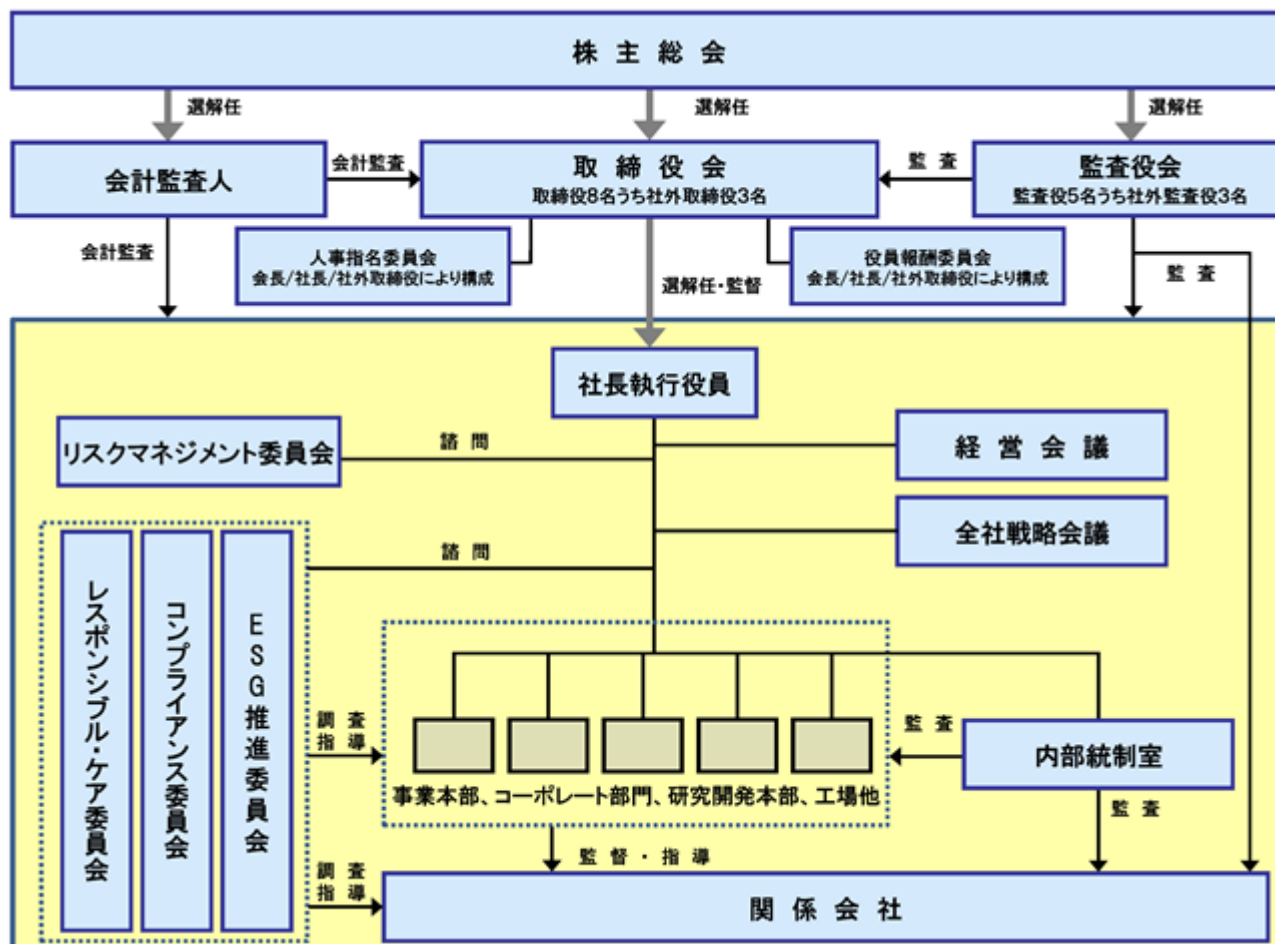 株主総会
選解任
選解任
選解任
会計監査人
会計監査
取締役会
取締役8名うち社外取締役3名
監査
監査役会
監査役5名うち社外監査役3名
会計監査
人事指名委員会
会長/社長/社外取締役により構成
選解任・監督
役員報酬委員会
会長/社長/社外取締役により構成
監査
社長執行役員
リスクマネジメント委員会
諮問
経営会議
全社戦略会議
諮問
レスポンシブル・ケア委員会
コンプライアンス委員会
ESG推進委員会
調査
指導
監査
内部統制室
事業本部、コーポレート部門、研究開発本部、工場他
監査
監督・指導
調査
指導
関係会社